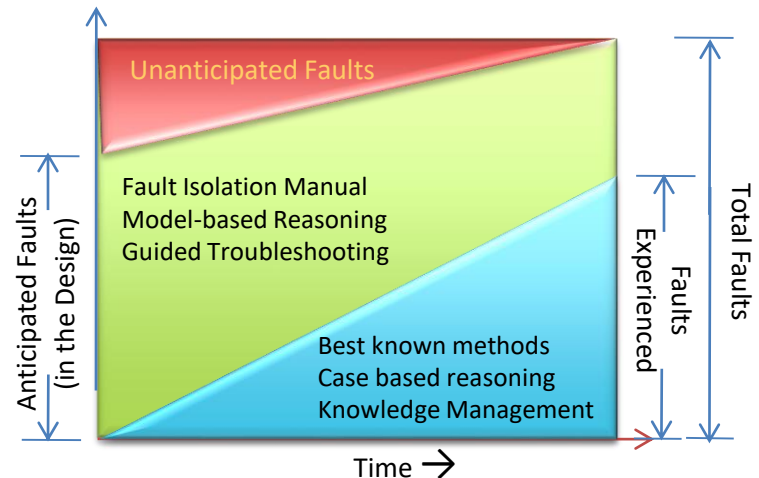 Unanticipated Faults
Fault Isolation Manual
Model-based Reasoning
Guided Troubleshooting
Best known methods
Case based reasoning
Knowledge Management
Anticipated Faults
(in the Design)
Faults
Experienced
Total Faults
Time →